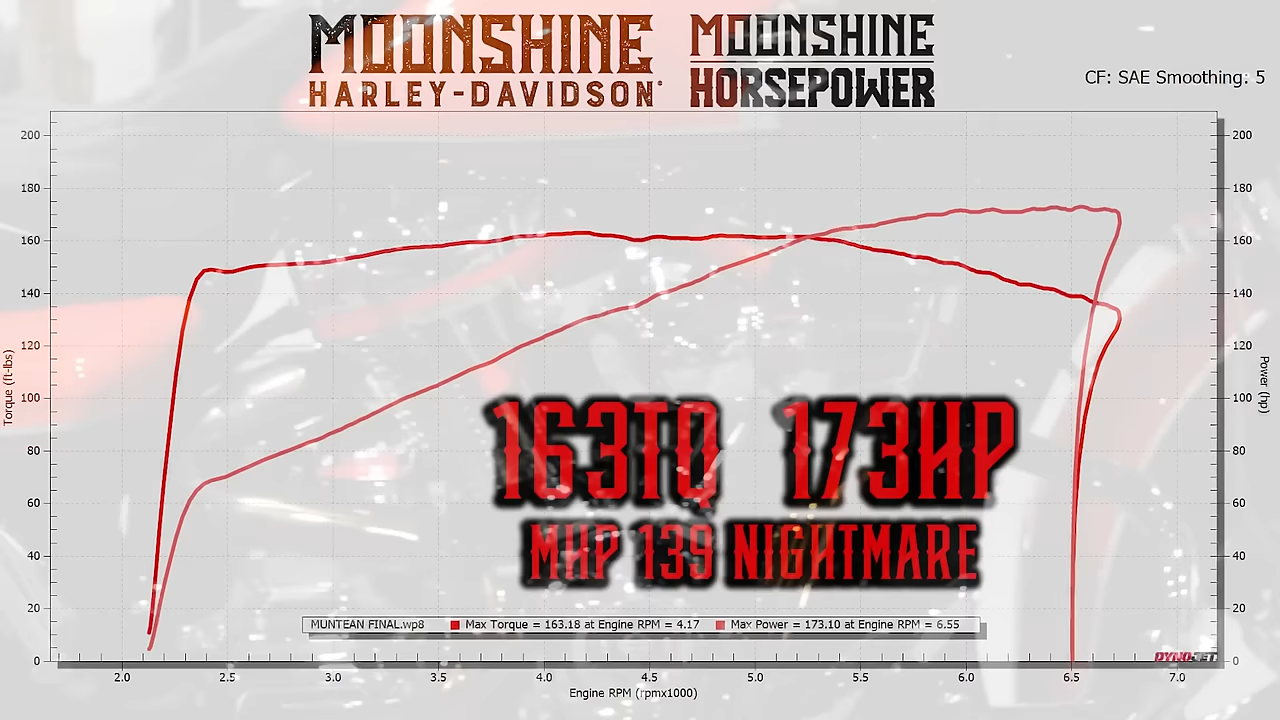 MOONSHINE
HARLEY-DAVIDSON
MOONSHINE
HORSEPOWER
CF: SAE Smoothing: 5
200
180
160
140
120
100
80
60
40
20
0
Torque (ft-lbs)
200
180
160
140
120
100
80
60
40
20
0
Power (hp)
163TQ 173HP
MHP 139 NIGHTMARE
MUNTEAN FINAL.wp8 Max Torque = 163.18 at Engine RPM = 4.17 Max Power = 173.10 at Engine RPM = 6.55
DYNOJET
2.0 2.5 3.0 3.5 4.0 4.5 5.0 5.5 6.0 6.5 7.0
Engine RPM (rpmx1000)